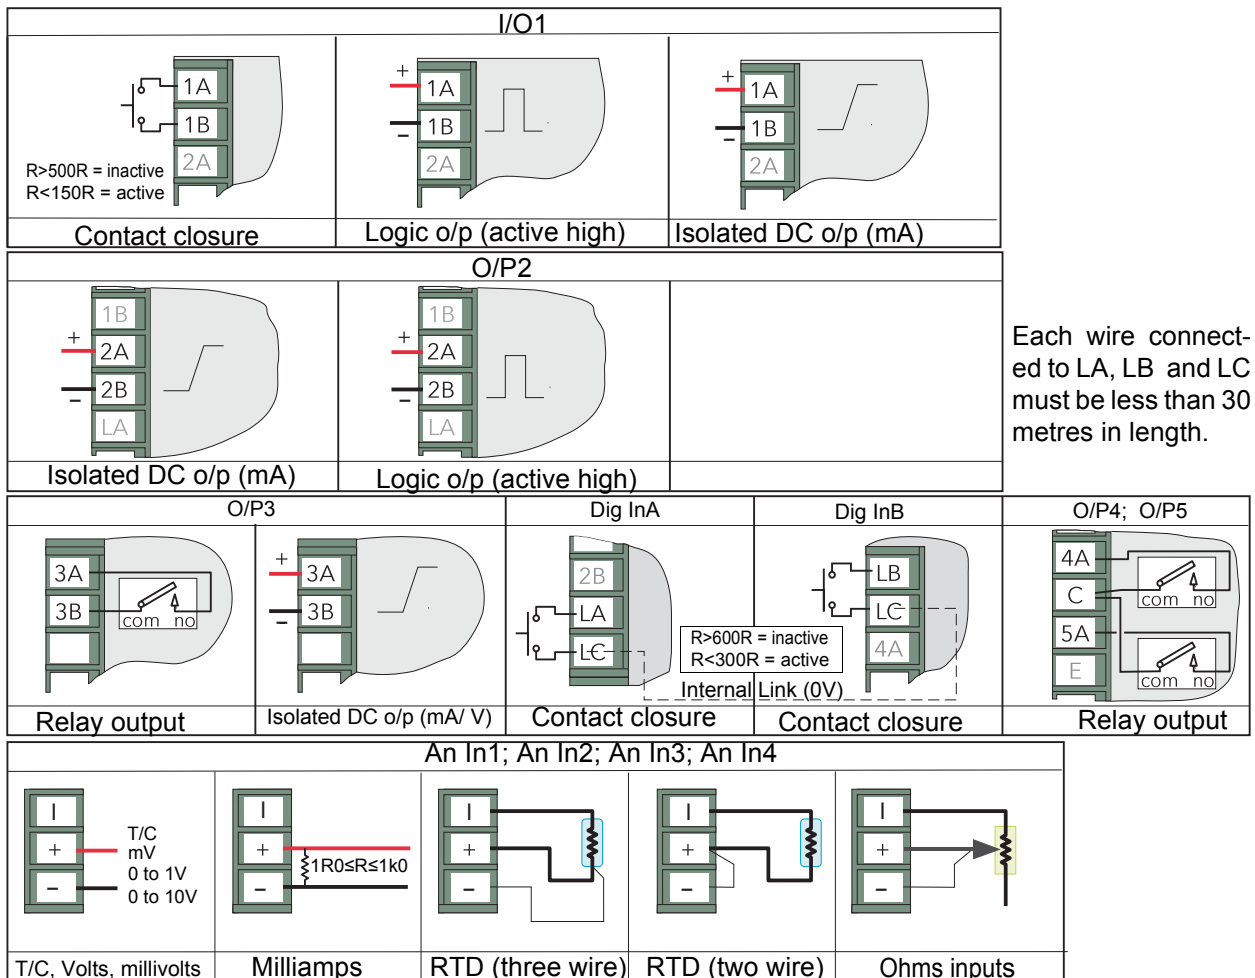 I/O1
1A
1B
2A
R>500R = inactive
R<150R = active
+
1A
1B
–
2A
+
1A
1B
–
2A
Contact closure
Logic o/p (active high)
Isolated DC o/p (mA)
O/P2
1B
+
2A
2B
–
LA
1B
+
2A
2B
–
LA
Isolated DC o/p (mA)
Logic o/p (active high)
Each wire connect-
ed to LA, LB and LC
must be less than 30
metres in length.
O/P3
Dig InA
Dig InB
O/P4; O/P5
3A
3B
com no
+
3A
3B
–
2B
LA
LC
R>600R = inactive
R<300R = active
Internal Link (0V)
LB
LC
4A
4A
C
5A
E
com no
com no
Relay output
Isolated DC o/p (mA/ V)
Contact closure
Contact closure
Relay output
An In1; An In2; An In3; An In4
I
+
–
T/C
mV
0 to 1V
0 to 10V
I
+
–
1R0≤R≤1k0
I
+
–
I
+
–
I
+
–
T/C, Volts, millivolts
Milliamps
RTD (three wire)
RTD (two wire)
Ohms inputs